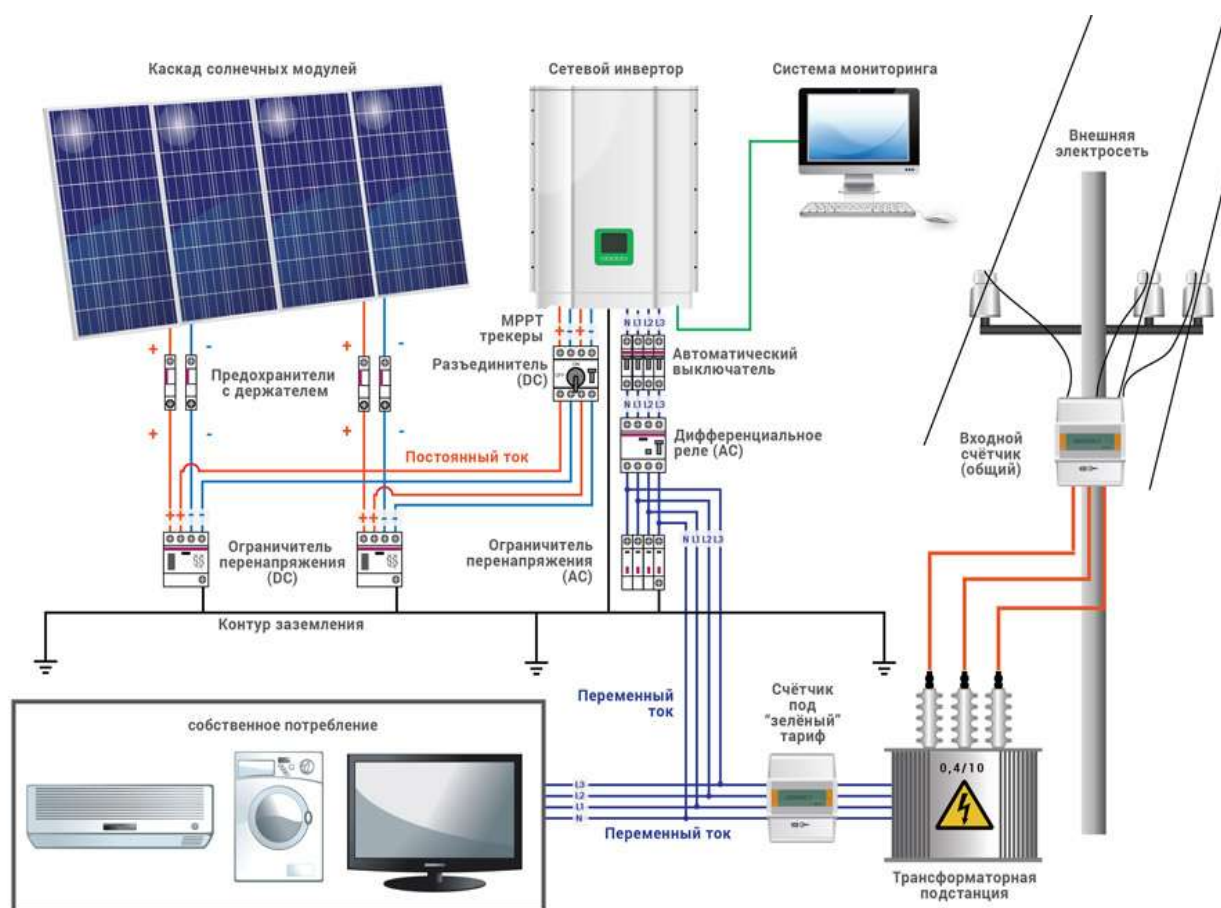 Каскад солнечных модулей
Сетевой инвертор
Система мониторинга
Внешняя
электросеть
MPPT
трекеры
+ - + -
N L1 L2 L3
Разъединитель
(DC)
Автоматический
выключатель
+ -
+ -
Предохранители
с держателем
N L1 L2 L3
+ -
+ -
Постоянный ток
Дифференциальное
реле (AC)
Входной
счётчик
(общий)
++--
++--
N L1 L2 L3
Ограничитель
перенапряжения
(DC)
Ограничитель
перенапряжения
(AC)
Контур заземления
Переменный
ток
Счётчик
под
“зелёный”
тариф
собственное потребление
0,4/10
L3
L2
L1
N
Переменный ток
Трансформаторная
подстанция